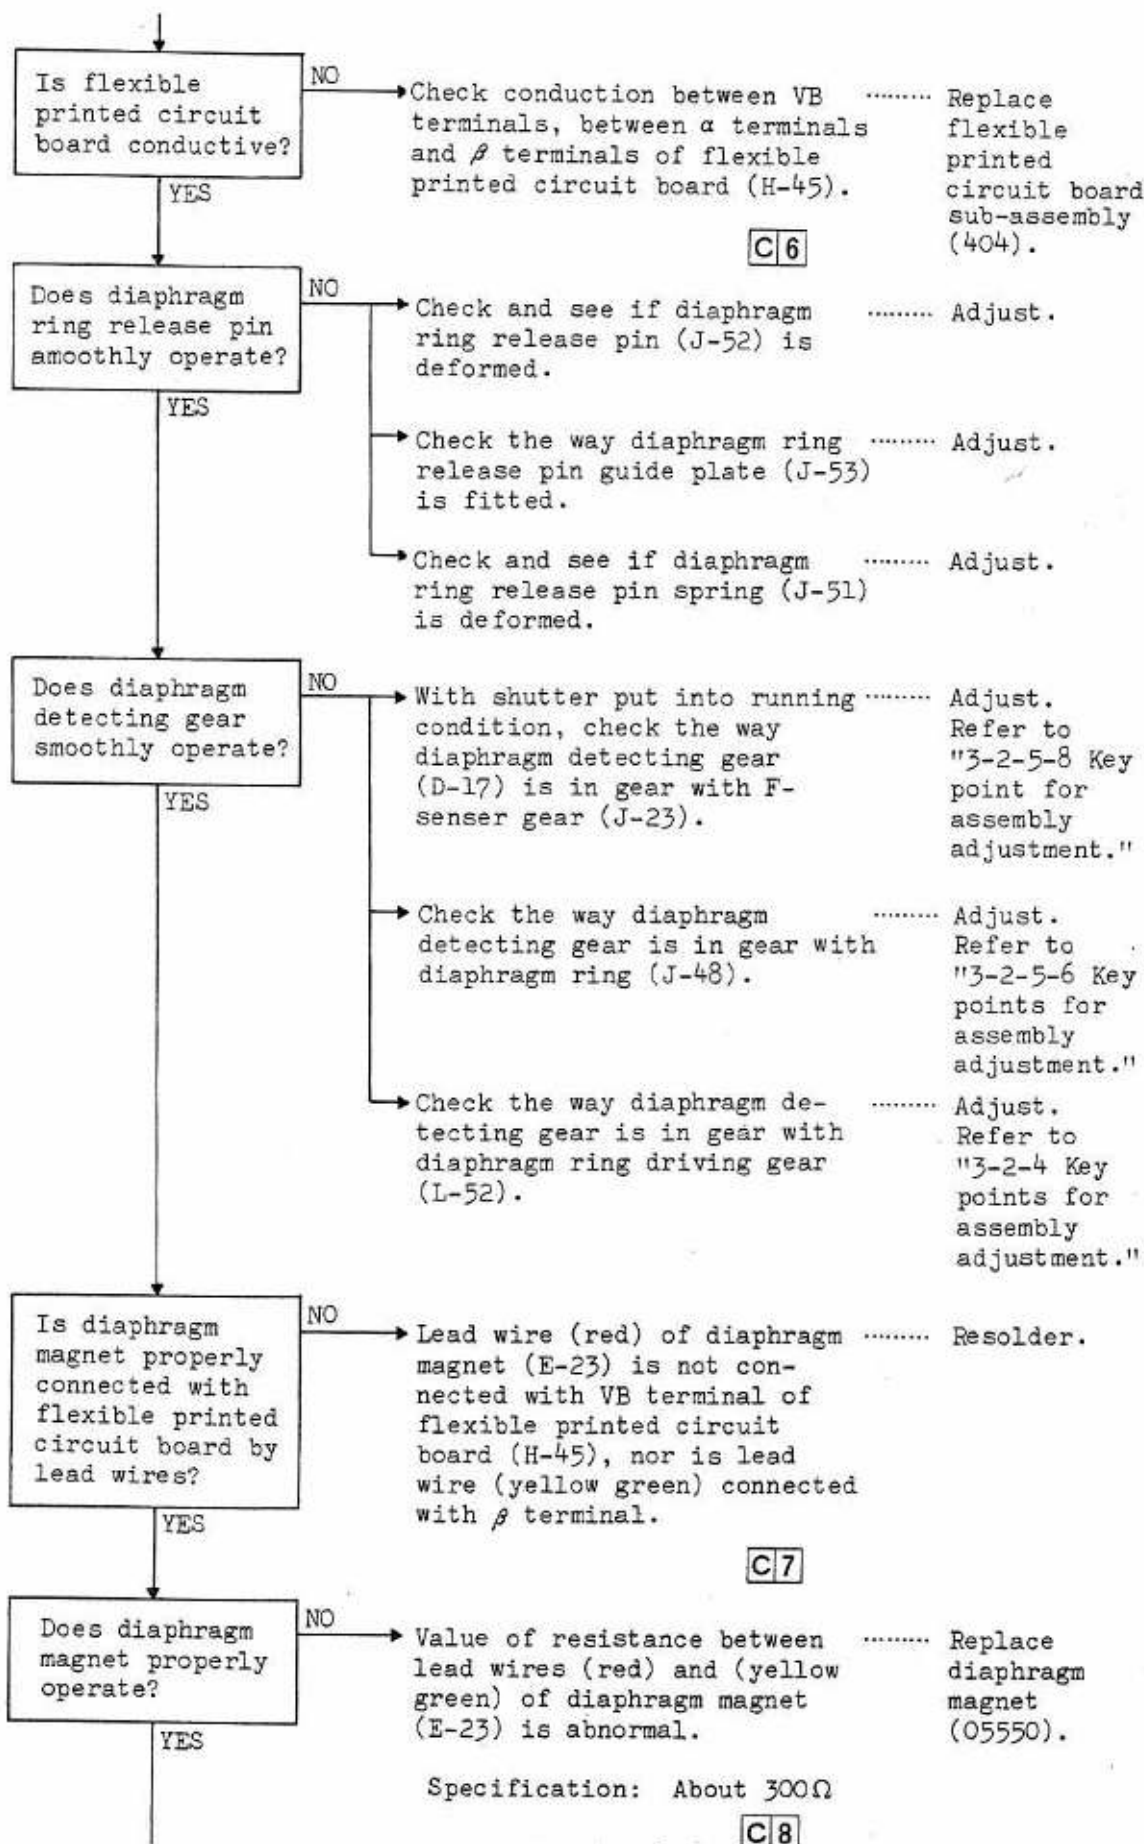 Is flexible
printed circuit
board conductive?
NO
YES
Check conduction between VB
terminals, between α terminals
and β terminals of flexible
printed circuit board (H-45).
Replace
flexible
printed
circuit board
sub-assembly
(404).
C 6
Does diaphragm
ring release pin
amoothly operate?
NO
YES
Check and see if diaphragm
ring release pin (J-52) is
deformed.
Adjust.
Check the way diaphragm ring
release pin guide plate (J-53)
is fitted.
Adjust.
Check and see if diaphragm
ring release pin spring (J-51)
is deformed.
Adjust.
Does diaphragm
detecting gear
smoothly operate?
NO
YES
With shutter put into running
condition, check the way
diaphragm detecting gear
(D-17) is in gear with F-
senser gear (J-23).
Adjust.
Refer to
"3-2-5-8 Key
point for
assembly
adjustment."
Check the way diaphragm
detecting gear is in gear with
diaphragm ring (J-48).
Adjust.
Refer to
"3-2-5-6 Key
points for
assembly
adjustment."
Check the way diaphragm de-
tecting gear is in gear with
diaphragm ring driving gear
(L-52).
Adjust.
Refer to
"3-2-4 Key
points for
assembly
adjustment."
Is diaphragm
magnet properly
connected with
flexible printed
circuit board by
lead wires?
NO
YES
Lead wire (red) of diaphragm
magnet (E-23) is not con-
nected with VB terminal of
flexible printed circuit
board (H-45), nor is lead
wire (yellow green) connected
with β terminal.
Resolder.
C 7
Does diaphragm
magnet properly
operate?
NO
YES
Value of resistance between
lead wires (red) and (yellow
green) of diaphragm magnet
(E-23) is abnormal.
Replace
diaphragm
magnet
(05550).
Specification: About 300Ω
C 8